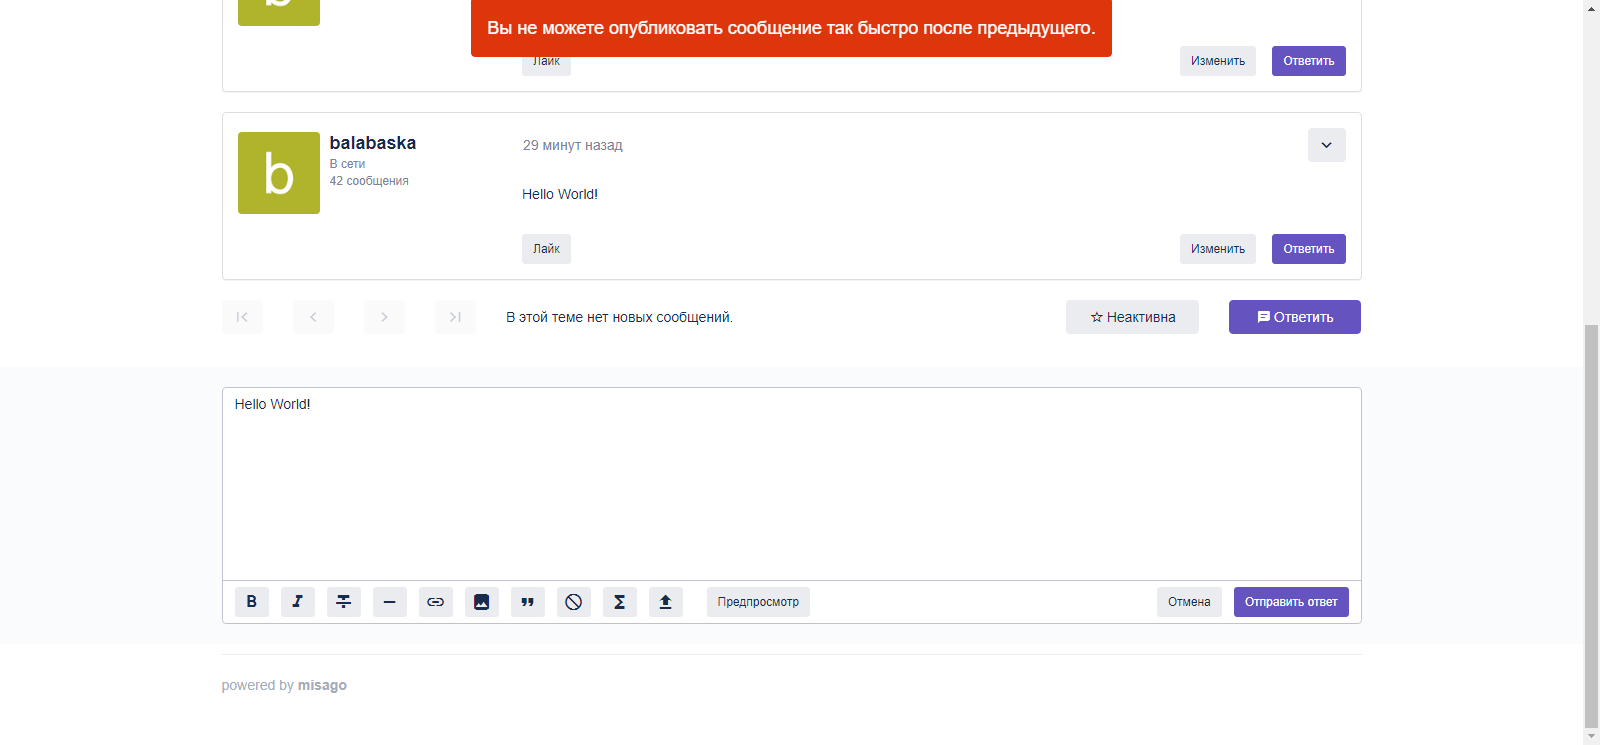 b
Вы не можете опубликовать сообщение так быстро после предыдущего.
Лайк
Изменить
Ответить
b
balabaska
В сети
42 сообщения
29 минут назад
Hello World!
Лайк
Изменить
Ответить
В этой теме нет новых сообщений.
☆ Неактивна
Ответить
Hello World!
B I Предпросмотр
Отмена
Отправить ответ
powered by misago